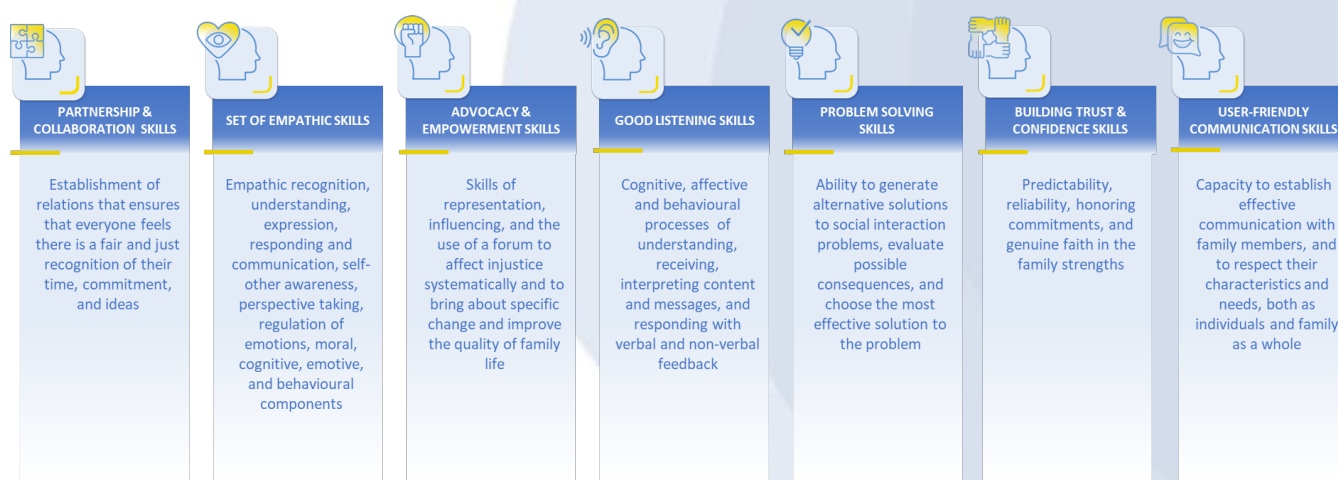 PARTNERSHIP &
COLLABORATION SKILLS
Establishment of
relations that ensures
that everyone feels
there is a fair and just
recognition of their
time, commitment,
and ideas
SET OF EMPATHIC SKILLS
Empathic recognition,
understanding,
expression,
responding and
communication, self-
other awareness,
perspective taking,
regulation of
emotions, moral,
cognitive, emotive,
and behavioural
components
ADVOCACY &
EMPOWERMENT SKILLS
Skills of
representation,
influencing, and the
use of a forum to
affect injustice
systematically and to
bring about specific
change and improve
the quality of family
life
GOOD LISTENING SKILLS
Cognitive, affective
and behavioural
processes of
understanding,
receiving,
interpreting content
and messages, and
responding with
verbal and non-verbal
feedback
PROBLEM SOLVING
SKILLS
Ability to generate
alternative solutions
to social interaction
problems, evaluate
possible
consequences, and
choose the most
effective solution to
the problem
BUILDING TRUST &
CONFIDENCE SKILLS
Predictability,
reliability, honoring
commitments, and
genuine faith in the
family strengths
USER-FRIENDLY
COMMUNICATION SKILLS
Capacity to establish
effective
communication with
family members, and
to respect their
characteristics and
needs, both as
individuals and family
as a whole